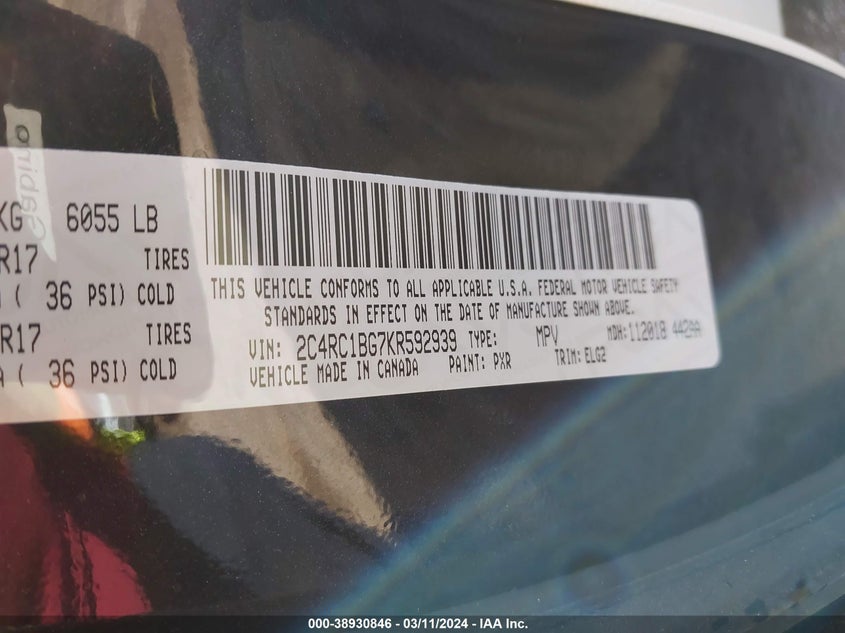 Gabino
KG 6055 LB
R17 TIRES
( 36 PSI) COLD
R17 TIRES
A ( 36 PSI) COLD
THIS VEHICLE CONFORMS TO ALL APPLICABLE U.S.A. FEDERAL MOTOR VEHICLE SAFETY
STANDARDS IN EFFECT ON THE DATE OF MANUFACTURE SHOWN ABOVE.
VIN: 2C4RC1BG7KR592939 TYPE: MPV MDH:112018 4429A
VEHICLE MADE IN CANADA PAINT: PXR TRIM: ELG2
000-38930846 - 03/11/2024 - IAA Inc.